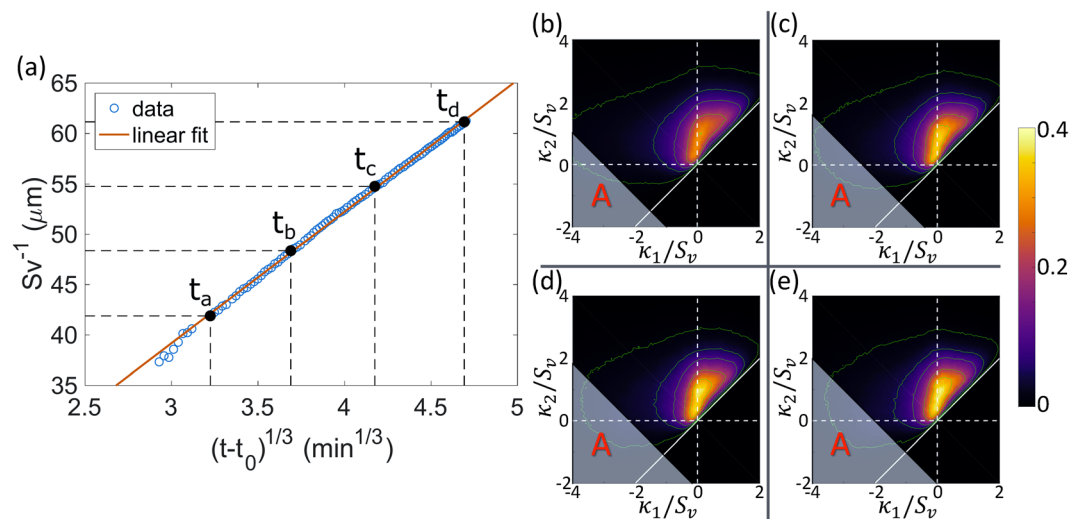 (a)
65
60
55
50
45
40
35
Sv⁻¹ (μm)
data
linear fit
t_a
t_b
t_c
t_d
2.5 3 3.5 4 4.5 5
(t-t₀)^1/3 (min^1/3)
(b)
4
2
0
-2
κ₂/S_v
A
-4 -2 0 2
κ₁/S_v
(c)
4
2
0
-2
κ₂/S_v
A
-4 -2 0 2
κ₁/S_v
(d)
4
2
0
-2
κ₂/S_v
A
-4 -2 0 2
κ₁/S_v
(e)
4
2
0
-2
κ₂/S_v
A
-4 -2 0 2
κ₁/S_v
0.4
0.2
0